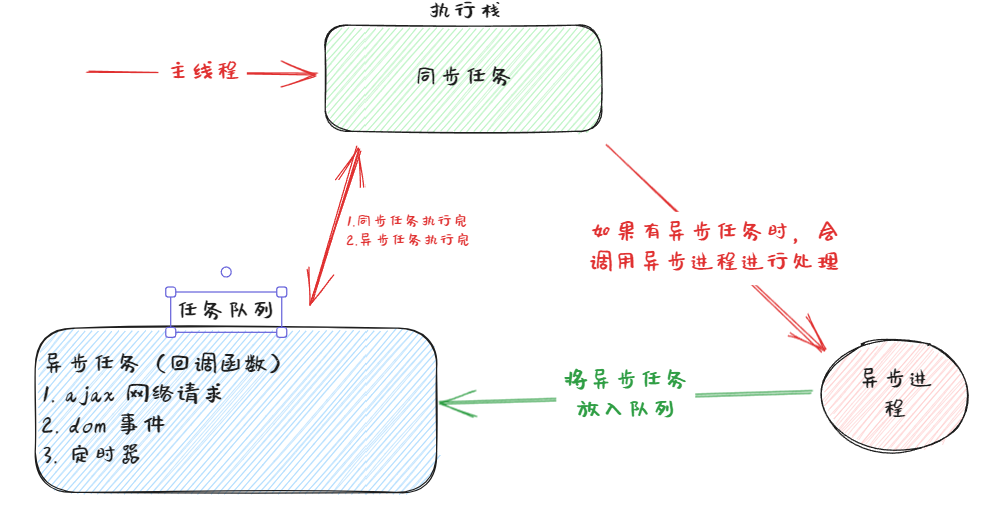 执行栈
同步任务
主线程
1.同步任务执行完
2.异步任务执行完
如果有异步任务时，会
调用异步进程进行处理
任务队列
异步任务（回调函数）
1. ajax 网络请求
2. dom 事件
3. 定时器
将异步任务
放入队列
异步进
程